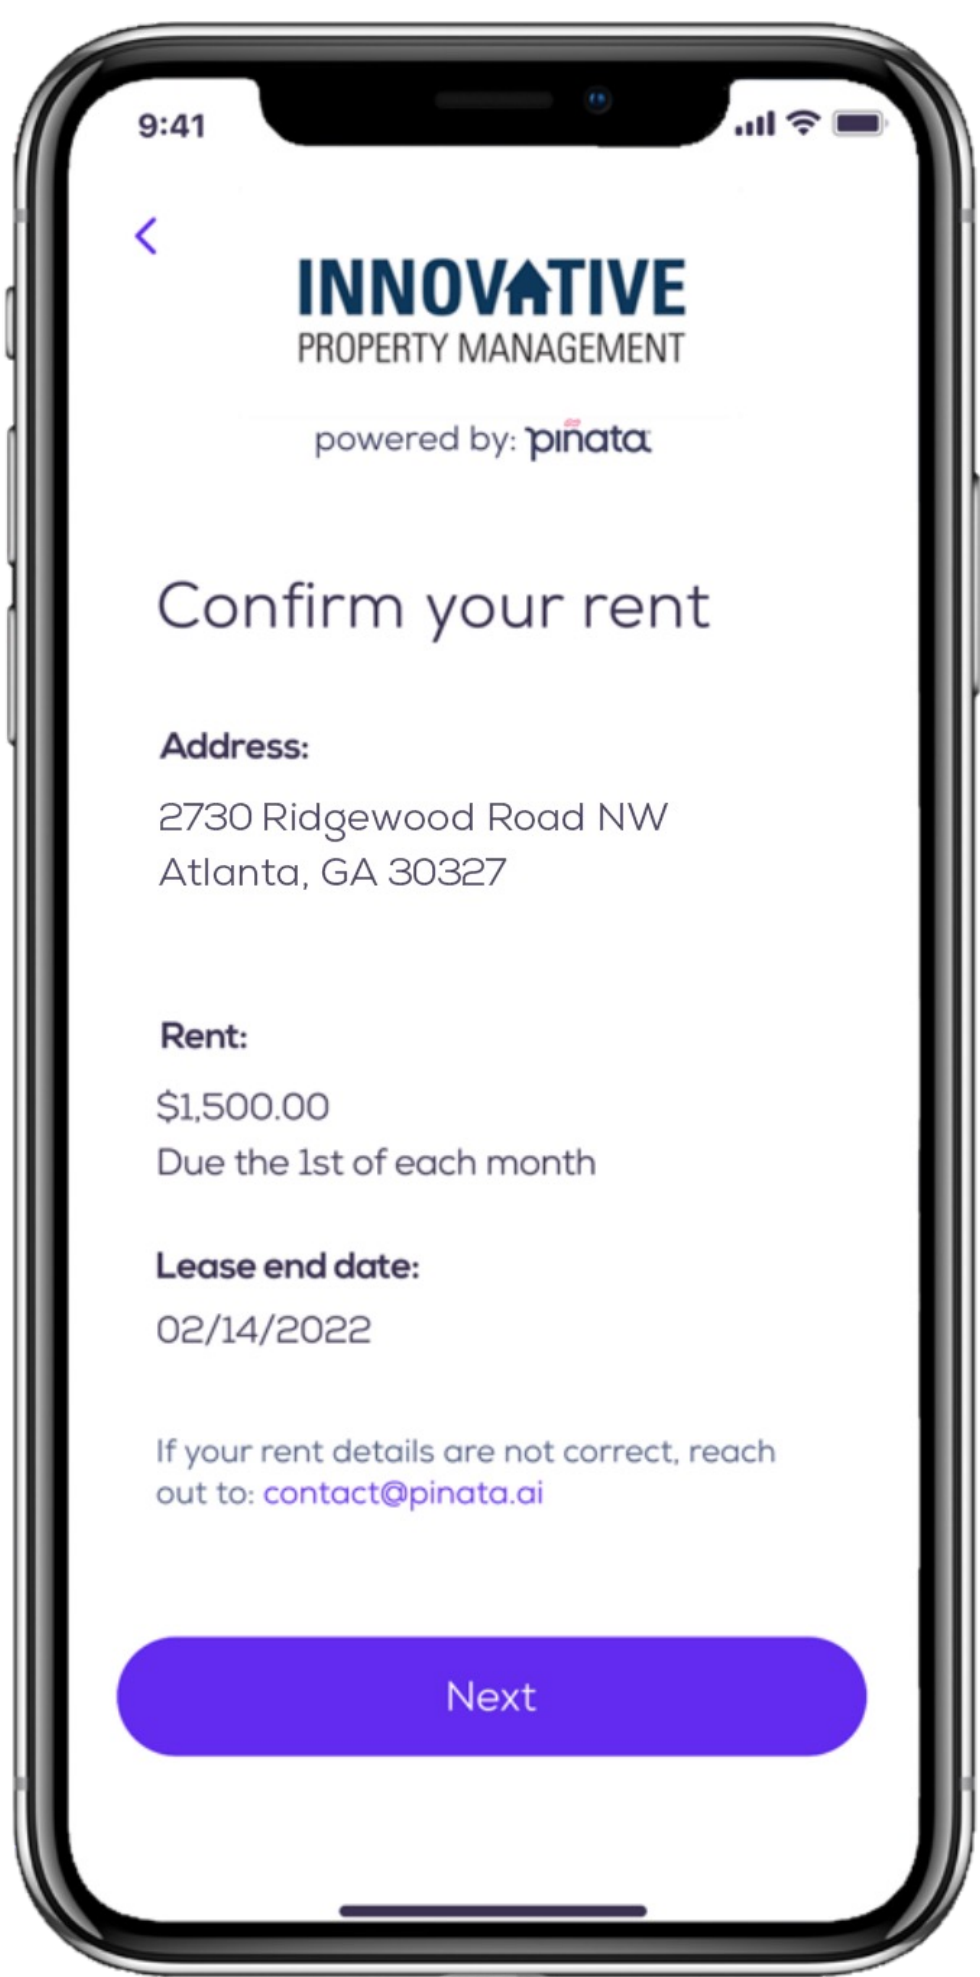 9:41
INNOVATIVE
PROPERTY MANAGEMENT
powered by: piñata
Confirm your rent
Address:
2730 Ridgewood Road NW
Atlanta, GA 30327
Rent:
$1,500.00
Due the 1st of each month
Lease end date:
02/14/2022
If your rent details are not correct, reach
out to: contact@pinata.ai
Next